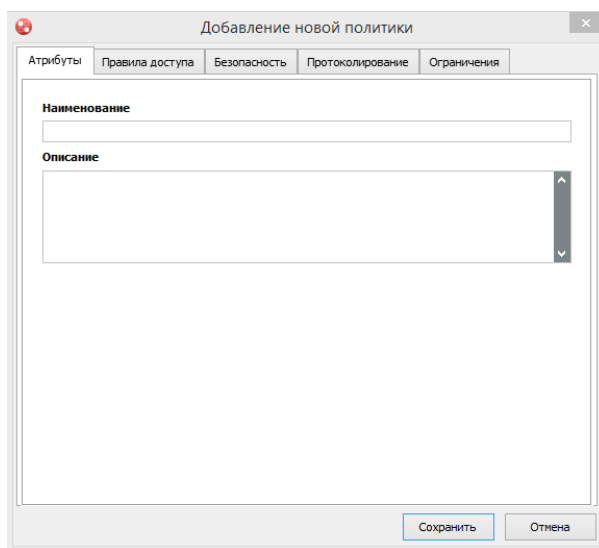 Добавление новой политики
Атрибуты Правила доступа Безопасность Протоколирование Ограничения
Наименование
Описание
Сохранить Отмена